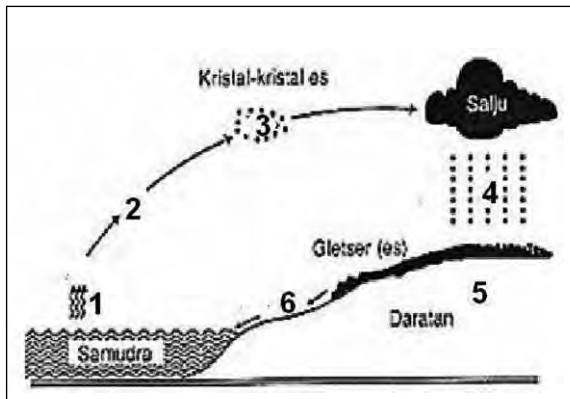 Kristal-kristal es
3
Salju
2
4
Gletser (es)
1
6
5
Daratan
Samudra